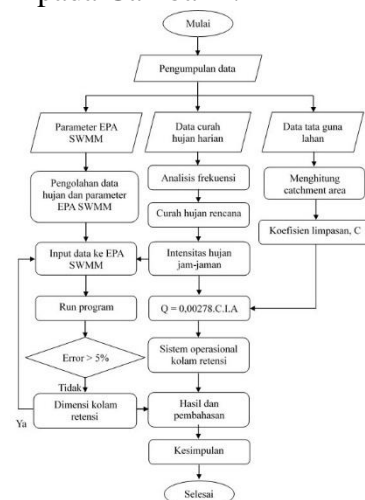 Mulai
Pengumpulan data
Parameter EPA
SWMM
Data curah
hujan harian
Data tata guna
lahan
Pengolahan data
hujan dan parameter
EPA SWMM
Analisis frekuensi
Menghitung
catchment area
Curah hujan rencana
Koefisien limpasan, C
Input data ke EPA
SWMM
Intensitas hujan
jam-jaman
Run program
Q = 0,00278.C.I.A
Error > 5%
Sistem operasional
kolam retensi
Tidak
Ya
Dimensi kolam
retensi
Hasil dan
pembahasan
Kesimpulan
Selesai